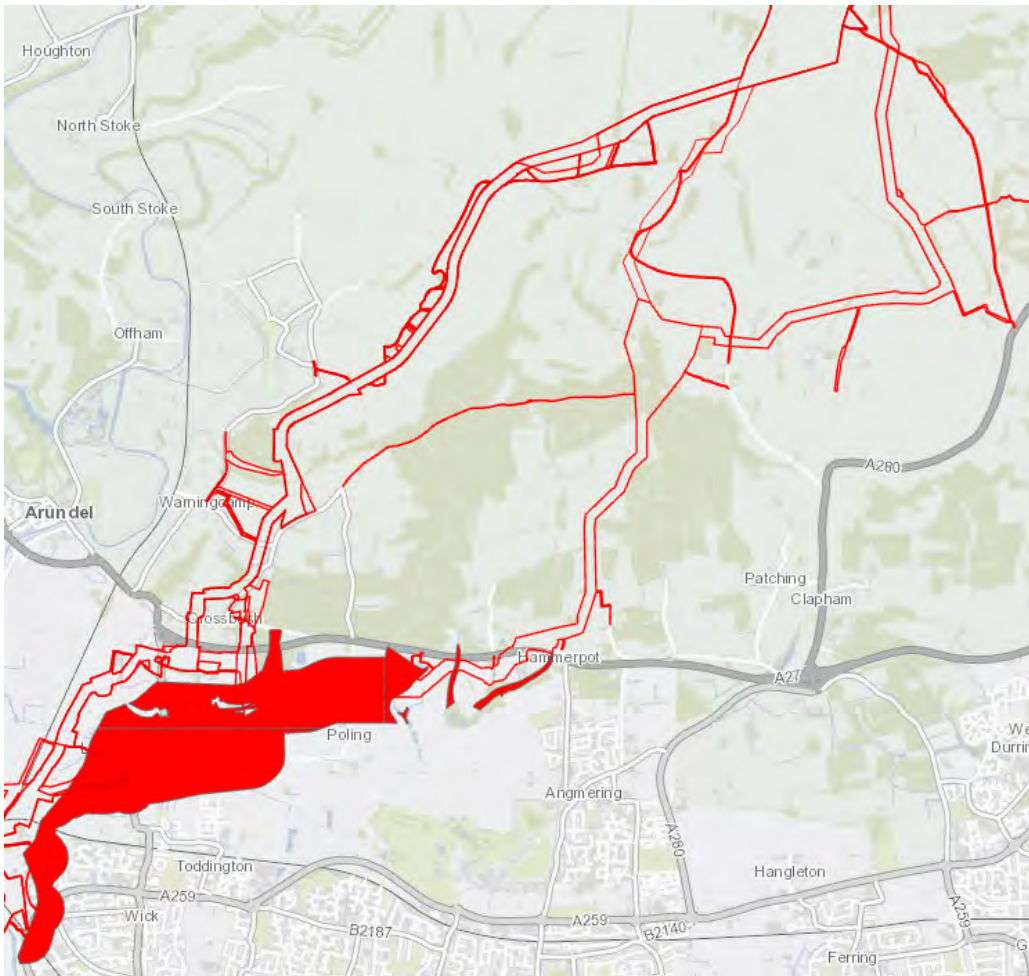 Houghton
North Stoke
South Stoke
Offham
Warningcamp
Arundel
A280
Patching
Clapham
Crossbush
Hammerpot
A27
Poling
Angmering
A280
Toddington
Hangleton
A259
Wick
B2187
A259
B2140
A259
Ferring